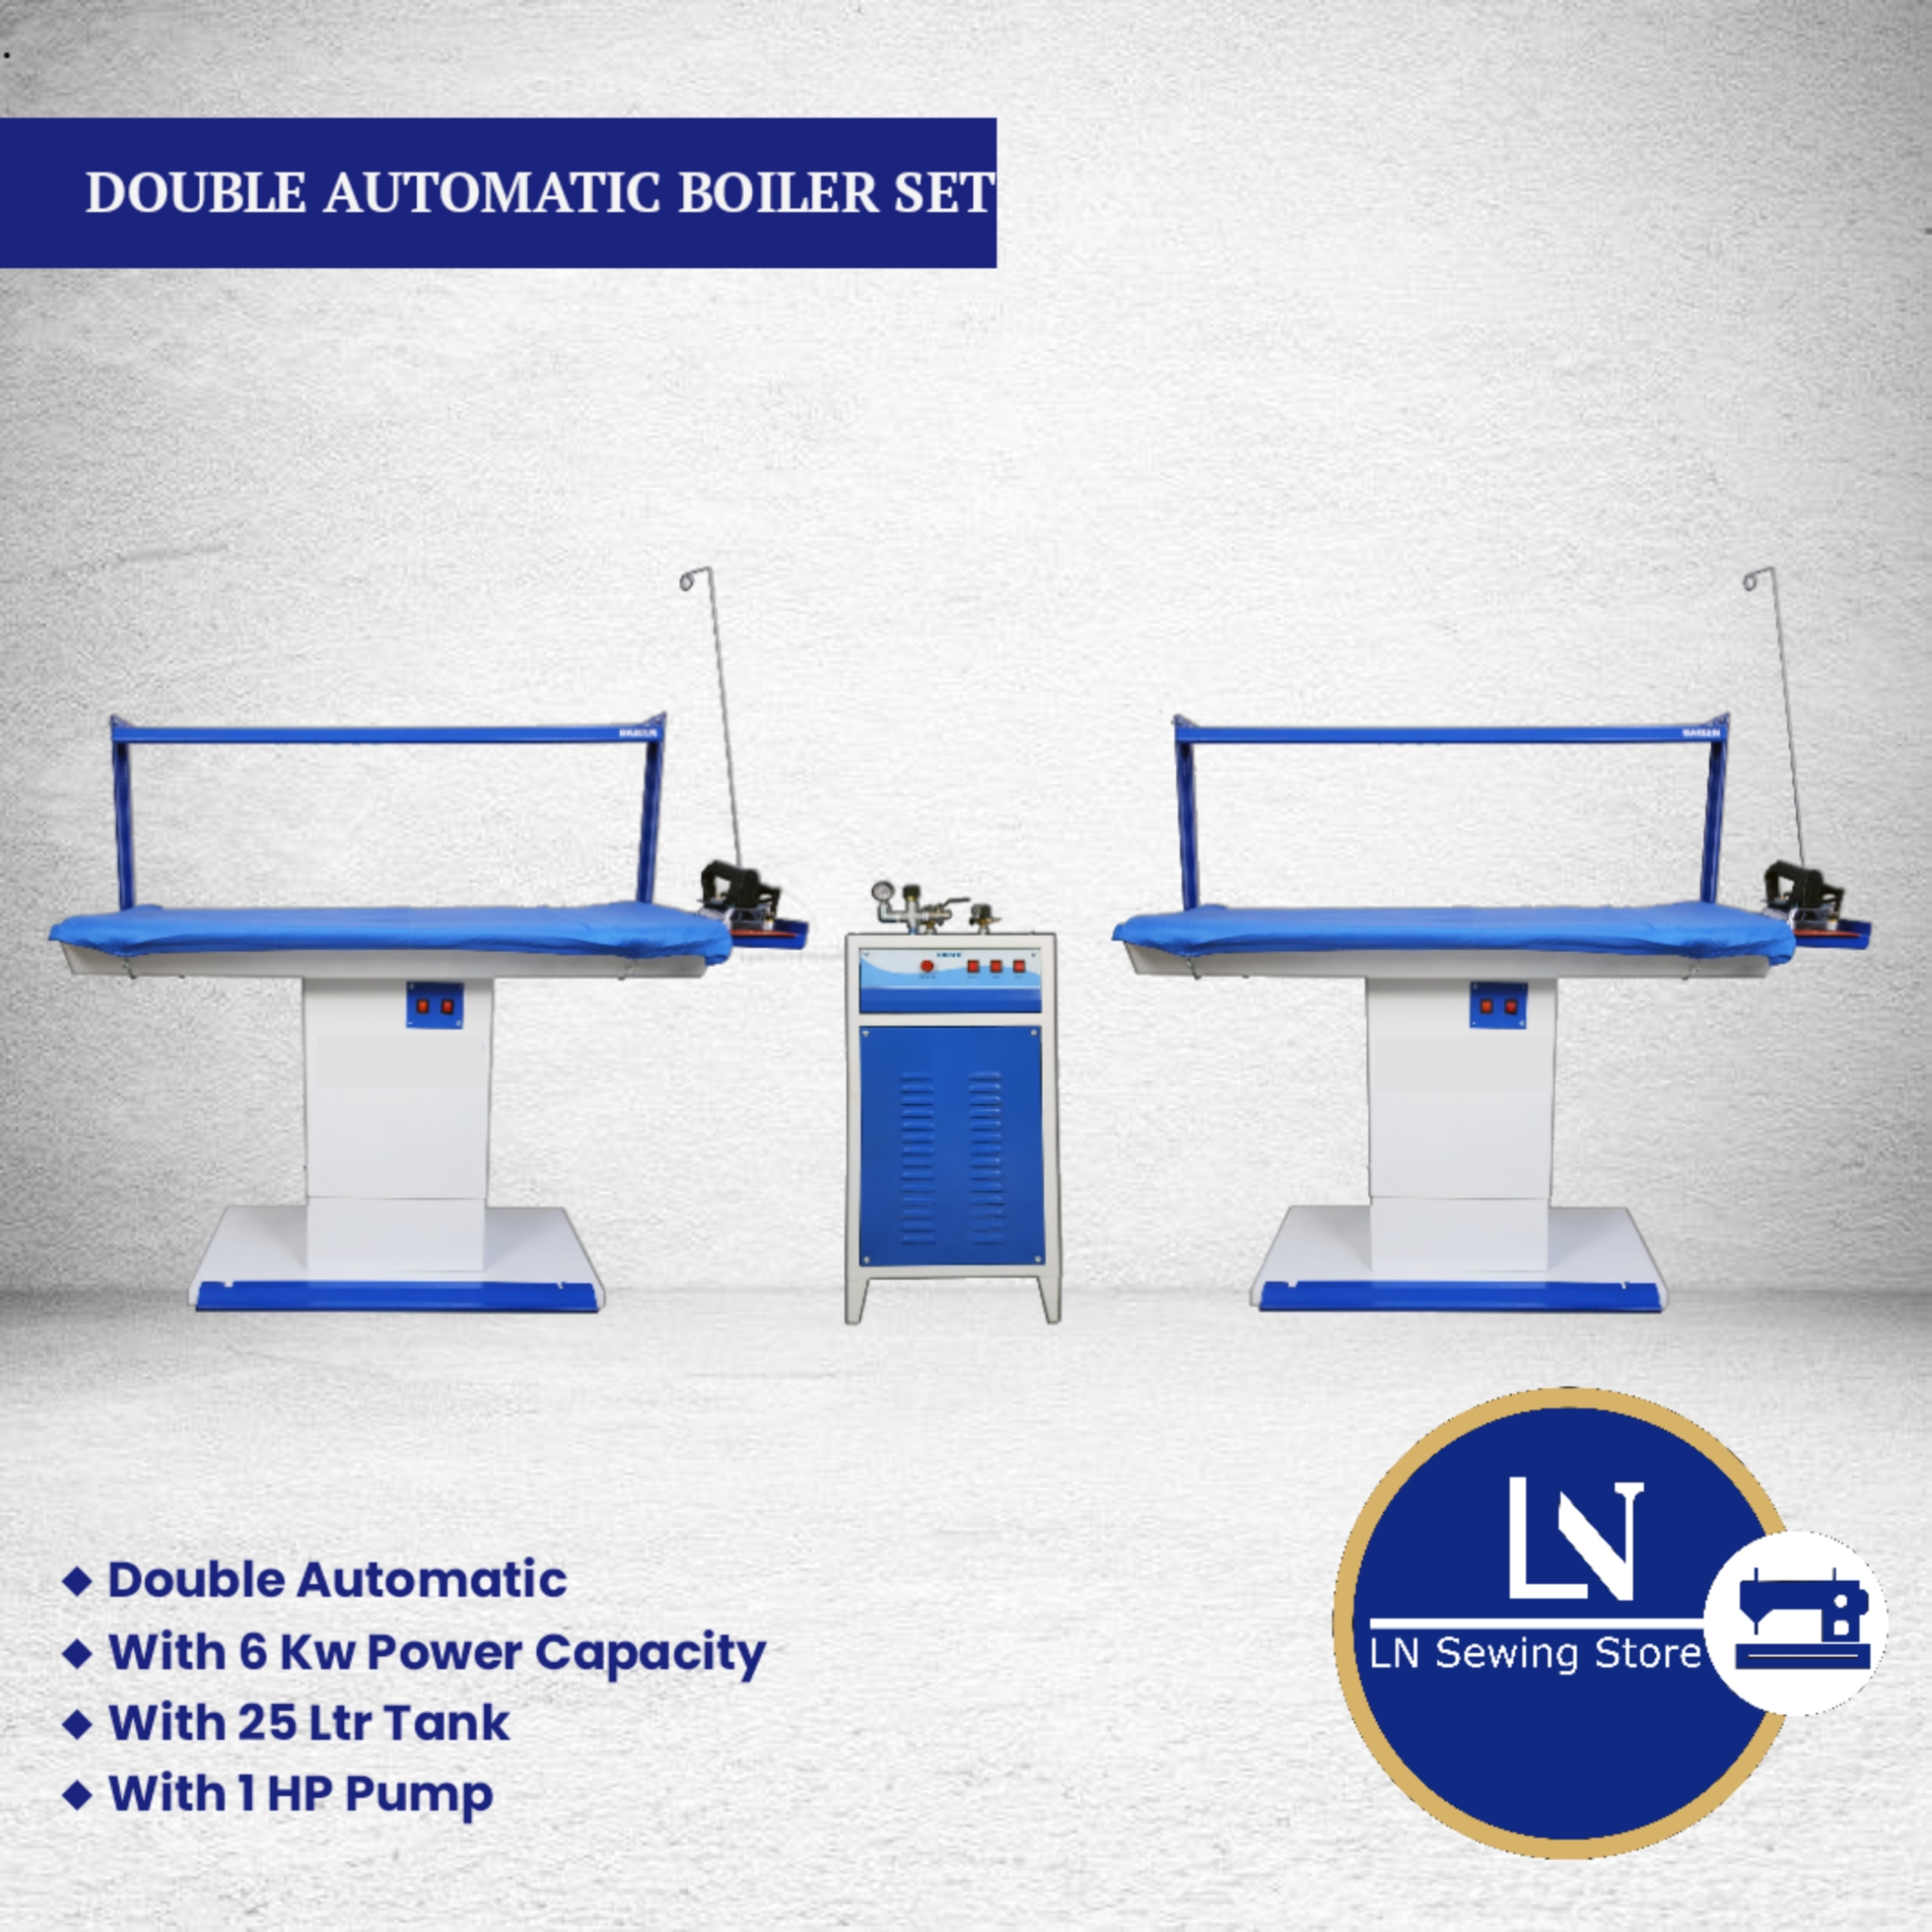 DOUBLE AUTOMATIC BOILER SET
◆ Double Automatic
◆ With 6 Kw Power Capacity
◆ With 25 Ltr Tank
◆ With 1 HP Pump
LN
LN Sewing Store